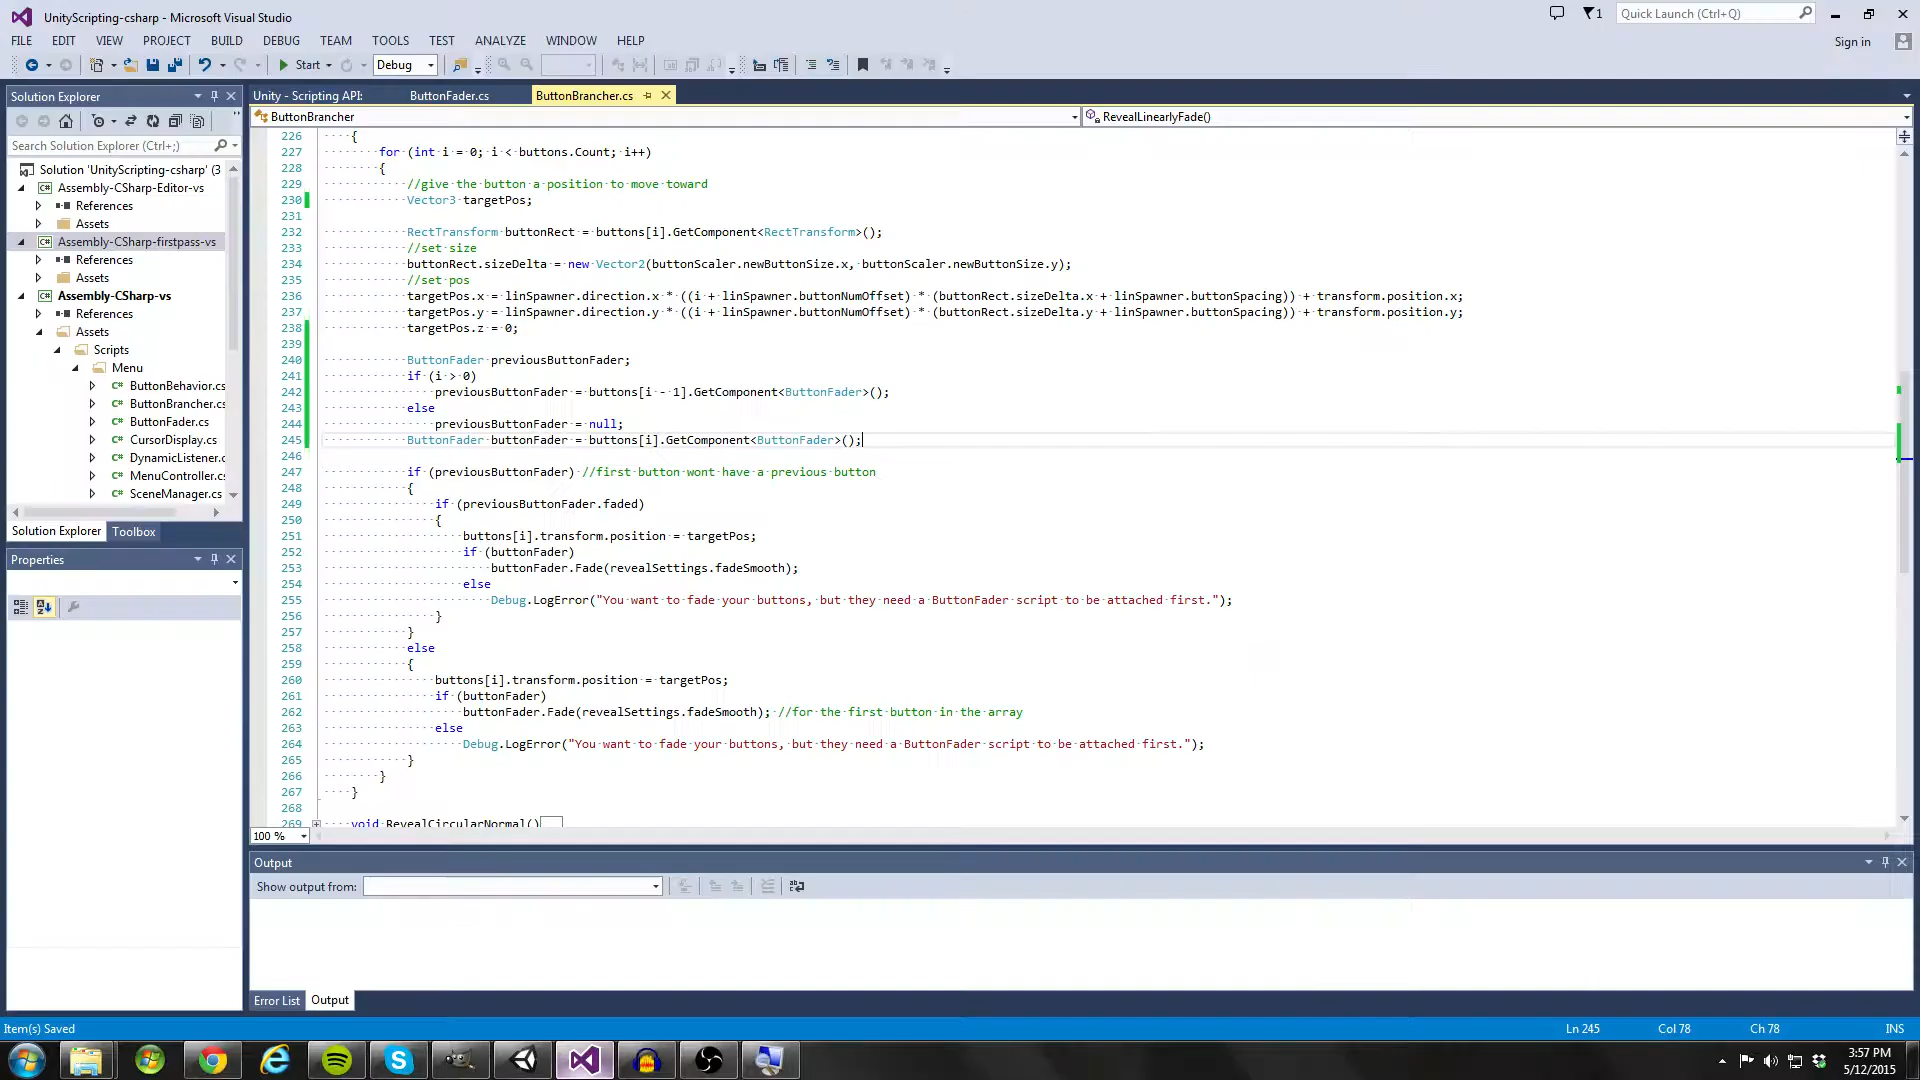 UnityScripting-csharp - Microsoft Visual Studio
1
Quick Launch (Ctrl+Q)
FILE EDIT VIEW PROJECT BUILD DEBUG TEAM TOOLS TEST ANALYZE WINDOW HELP
Sign in
Start
Debug
Solution Explorer
Search Solution Explorer (Ctrl+;)
Solution 'UnityScripting-csharp' (3
Assembly-CSharp-Editor-vs
References
Assets
Assembly-CSharp-firstpass-vs
References
Assets
Assembly-CSharp-vs
References
Assets
Scripts
Menu
ButtonBehavior.cs
ButtonBrancher.cs
ButtonFader.cs
CursorDisplay.cs
DynamicListener.c
MenuController.cs
SceneManager.cs
Solution Explorer
Toolbox
Properties
Unity - Scripting API:
ButtonFader.cs
ButtonBrancher.cs
ButtonBrancher
RevealLinearlyFade()
226 {
227 for (int i = 0; i < buttons.Count; i++)
228 {
229 //give the button a position to move toward
230 Vector3 targetPos;
231
232 RectTransform buttonRect = buttons[i].GetComponent<RectTransform>();
233 //set size
234 buttonRect.sizeDelta = new Vector2(buttonScaler.newButtonSize.x, buttonScaler.newButtonSize.y);
235 //set pos
236 targetPos.x = linSpawner.direction.x * ((i + linSpawner.buttonNumOffset) * (buttonRect.sizeDelta.x + linSpawner.buttonSpacing)) + transform.position.x;
237 targetPos.y = linSpawner.direction.y * ((i + linSpawner.buttonNumOffset) * (buttonRect.sizeDelta.y + linSpawner.buttonSpacing)) + transform.position.y;
238 targetPos.z = 0;
239
240 ButtonFader previousButtonFader;
241 if (i > 0)
242 previousButtonFader = buttons[i - 1].GetComponent<ButtonFader>();
243 else
244 previousButtonFader = null;
245 ButtonFader buttonFader = buttons[i].GetComponent<ButtonFader>();
246
247 if (previousButtonFader) //first button wont have a previous button
248 {
249 if (previousButtonFader.faded)
250 {
251 buttons[i].transform.position = targetPos;
252 if (buttonFader)
253 buttonFader.Fade(revealSettings.fadeSmooth);
254 else
255 Debug.LogError("You want to fade your buttons, but they need a ButtonFader script to be attached first.");
256 }
257 }
258 else
259 {
260 buttons[i].transform.position = targetPos;
261 if (buttonFader)
262 buttonFader.Fade(revealSettings.fadeSmooth); //for the first button in the array
263 else
264 Debug.LogError("You want to fade your buttons, but they need a ButtonFader script to be attached first.");
265 }
266 }
267 }
268
269 void RevealCircularNormal()
100 %
Output
Show output from:
Error List
Output
Item(s) Saved
Ln 245 Col 78 Ch 78 INS
3:57 PM
5/12/2015